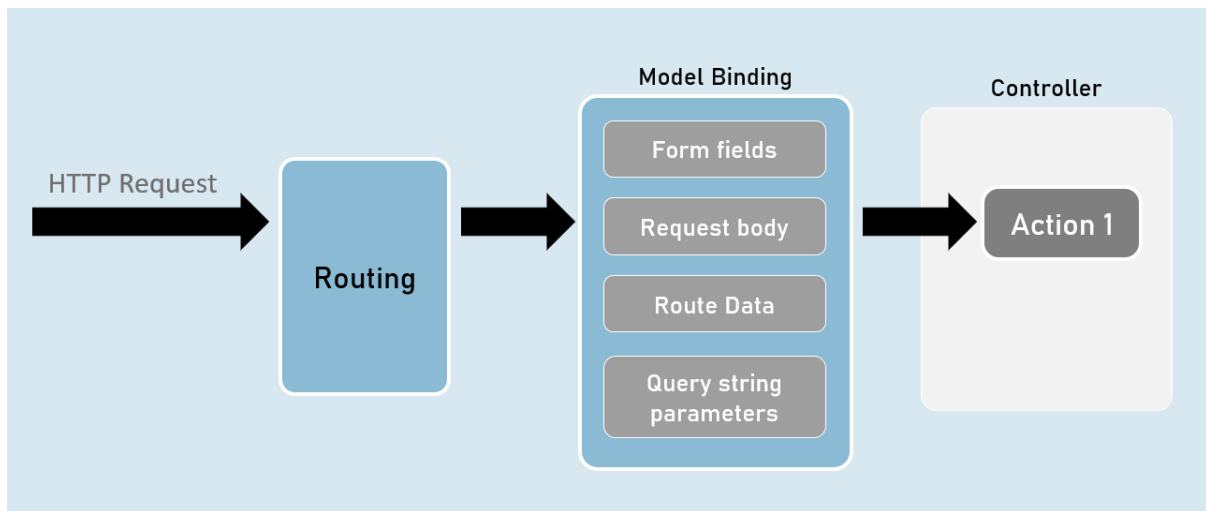 HTTP Request
Routing
Model Binding
Form fields
Request body
Route Data
Query string
parameters
Controller
Action 1